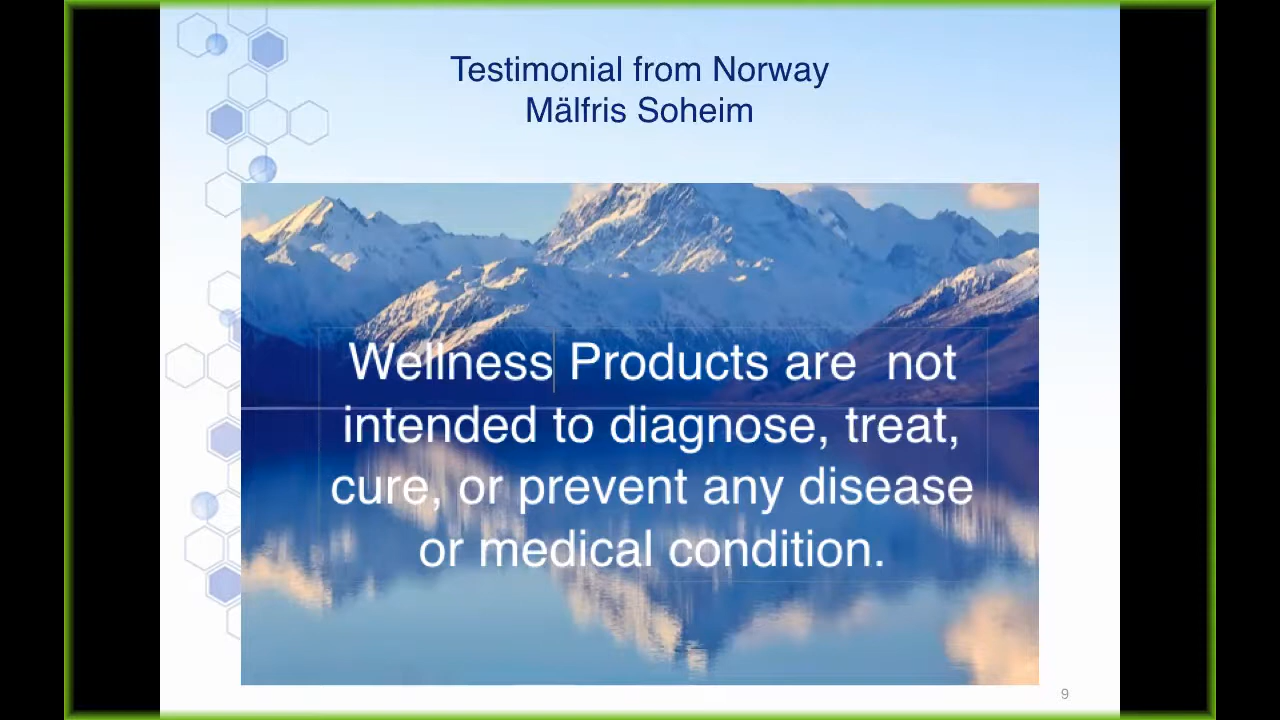 Testimonial from Norway
Mälfris Soheim
Wellness Products are  not
intended to diagnose, treat,
cure, or prevent any disease
or medical condition.
9